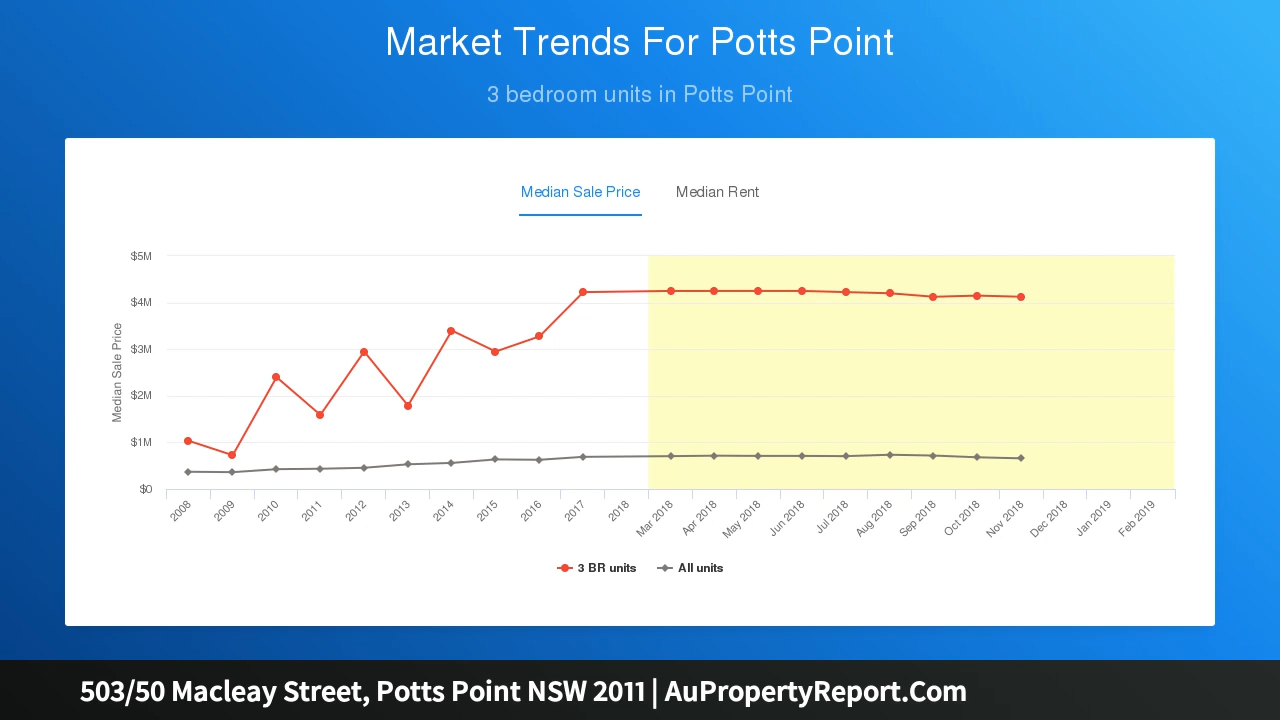 Market Trends For Potts Point
3 bedroom units in Potts Point
Median Sale Price
Median Rent
Median Sale Price
$5M
$4M
$3M
$2M
$1M
$0
2008
2009
2010
2011
2012
2013
2014
2015
2016
2017
2018
Mar 2018
Apr 2018
May 2018
Jun 2018
Jul 2018
Aug 2018
Sep 2018
Oct 2018
Nov 2018
Dec 2018
Jan 2019
Feb 2019
3 BR units
All units
503/50 Macleay Street, Potts Point NSW 2011 | AuPropertyReport.Com